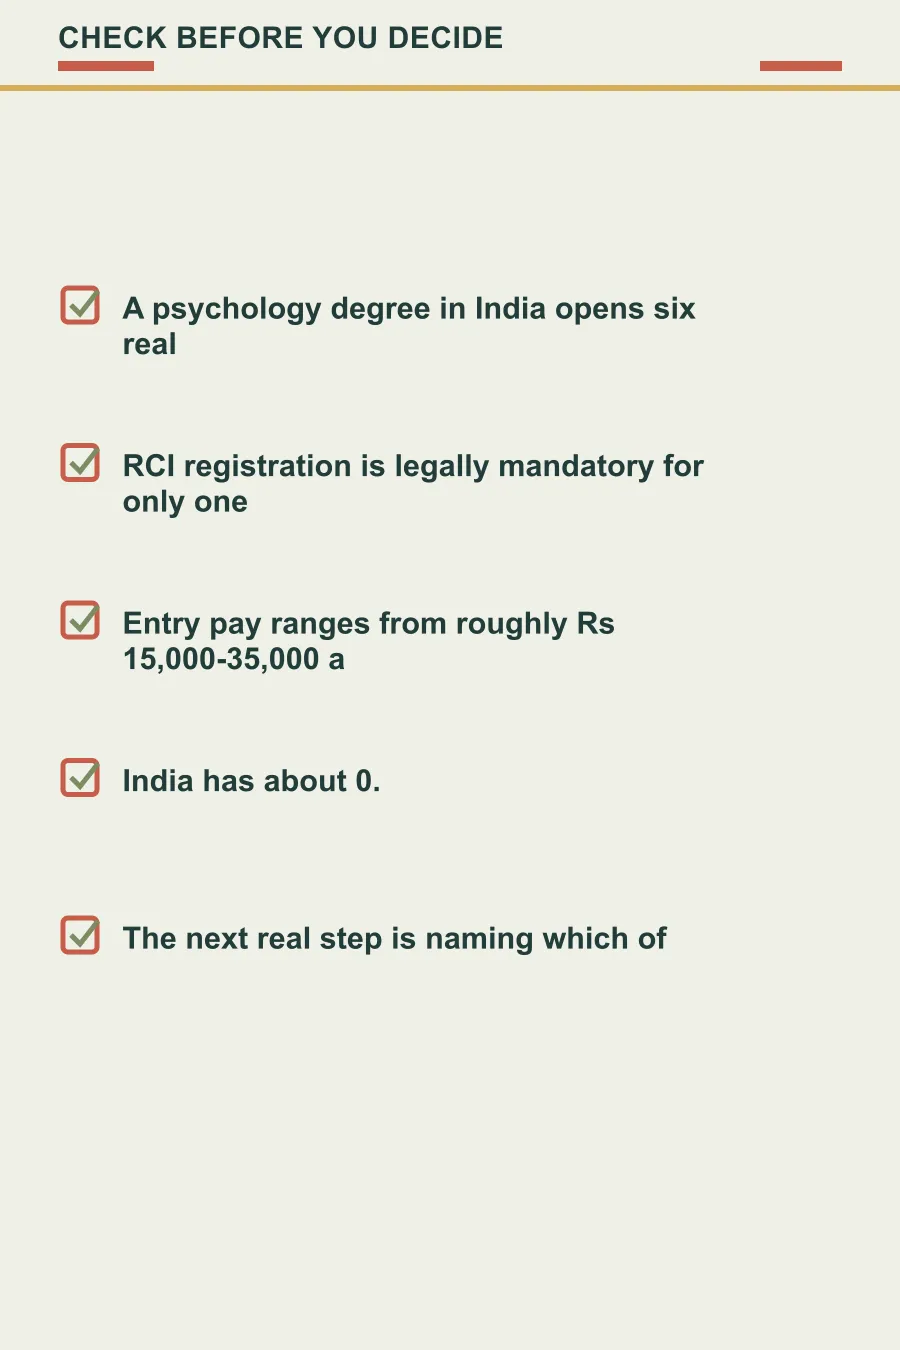 CHECK BEFORE YOU DECIDE
A psychology degree in India opens six
real
RCI registration is legally mandatory for
only one
Entry pay ranges from roughly Rs
15,000-35,000 a
India has about 0.
The next real step is naming which of